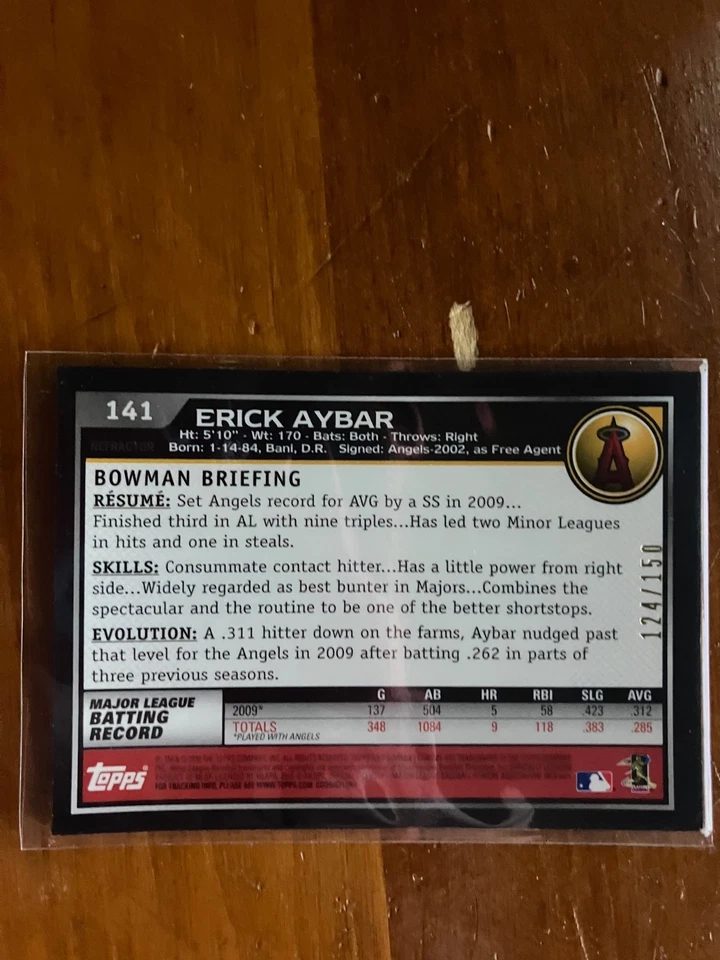 141
ERICK AYBAR
Ht: 5'10" · Wt: 170 · Bats: Both · Throws: Right
REFRACTOR
Born: 1-14-84, Bani, D.R. Signed: Angels-2002, as Free Agent
A
BOWMAN BRIEFING
RÉSUMÉ: Set Angels record for AVG by a SS in 2009...
Finished third in AL with nine triples...Has led two Minor Leagues
in hits and one in steals.
SKILLS: Consummate contact hitter...Has a little power from right
side...Widely regarded as best bunter in Majors...Combines the
spectacular and the routine to be one of the better shortstops.
EVOLUTION: A .311 hitter down on the farms, Aybar nudged past
that level for the Angels in 2009 after batting .262 in parts of
three previous seasons.
124/150
MAJOR LEAGUE
BATTING
RECORD
G AB HR RBI SLG AVG
2009* 137 504 5 58 .423 .312
TOTALS 348 1084 9 118 .383 .285
*PLAYED WITH ANGELS
Topps